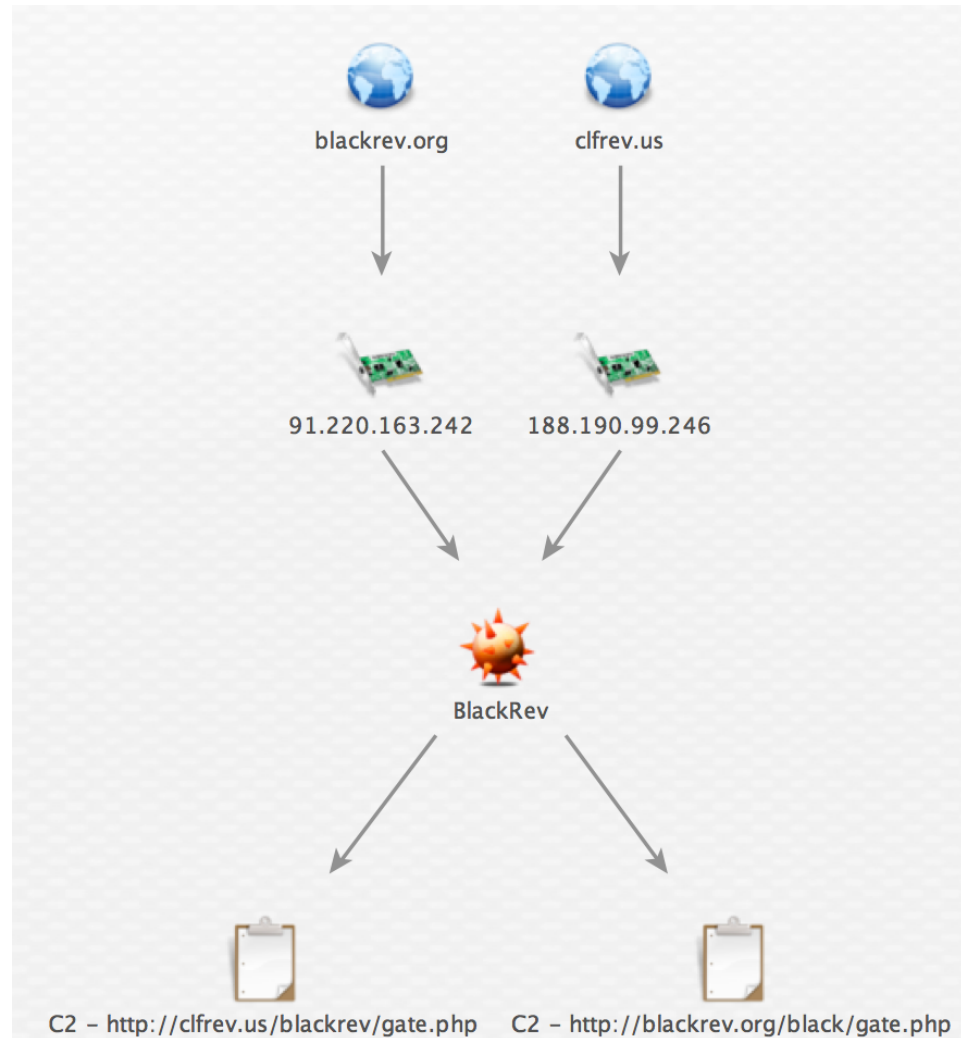 blackrev.org
clfrev.us
91.220.163.242
188.190.99.246
BlackRev
C2 – http://clfrev.us/blackrev/gate.php
C2 – http://blackrev.org/black/gate.php